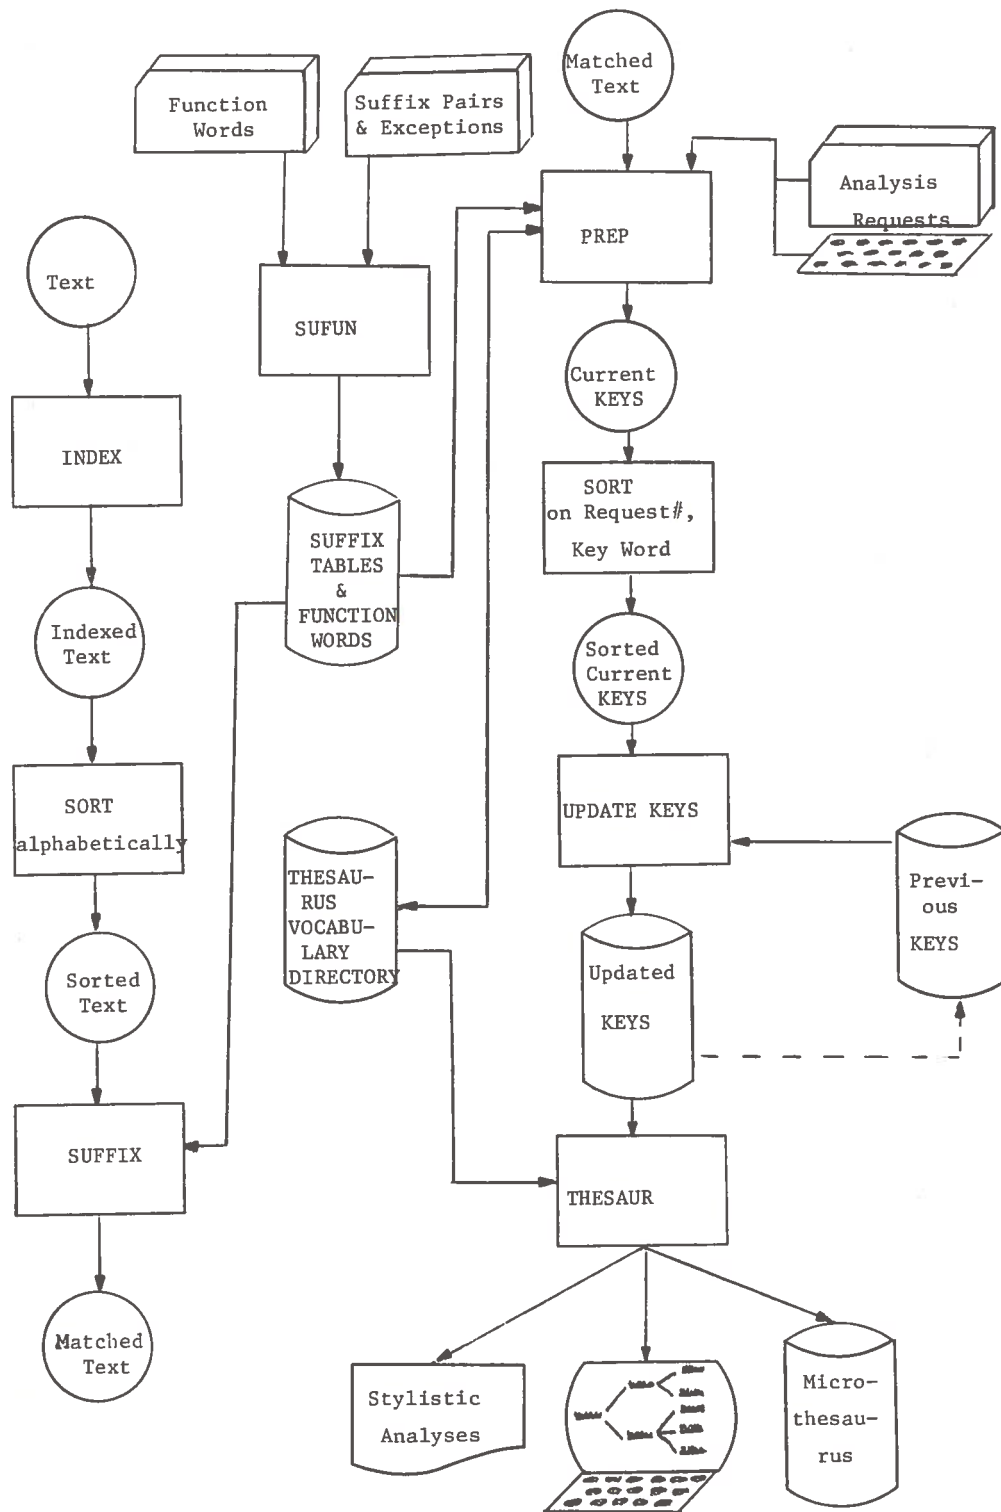 Function
Words
Suffix Pairs
& Exceptions
Text
INDEX
Indexed
Text
SORT
alphabetically
Sorted
Text
SUFFIX
Matched
Text
SUFUN
SUFFIX
TABLES
&
FUNCTION
WORDS
THESAU-
RUS
VOCABU-
LARY
DIRECTORY
Matched
Text
PREP
Analysis
Requests
Current
KEYS
SORT
on Request#,
Key Word
Sorted
Current
KEYS
UPDATE KEYS
Previ-
ous
KEYS
Updated
KEYS
THESAUR
Stylistic
Analyses
Micro-
thesau-
rus